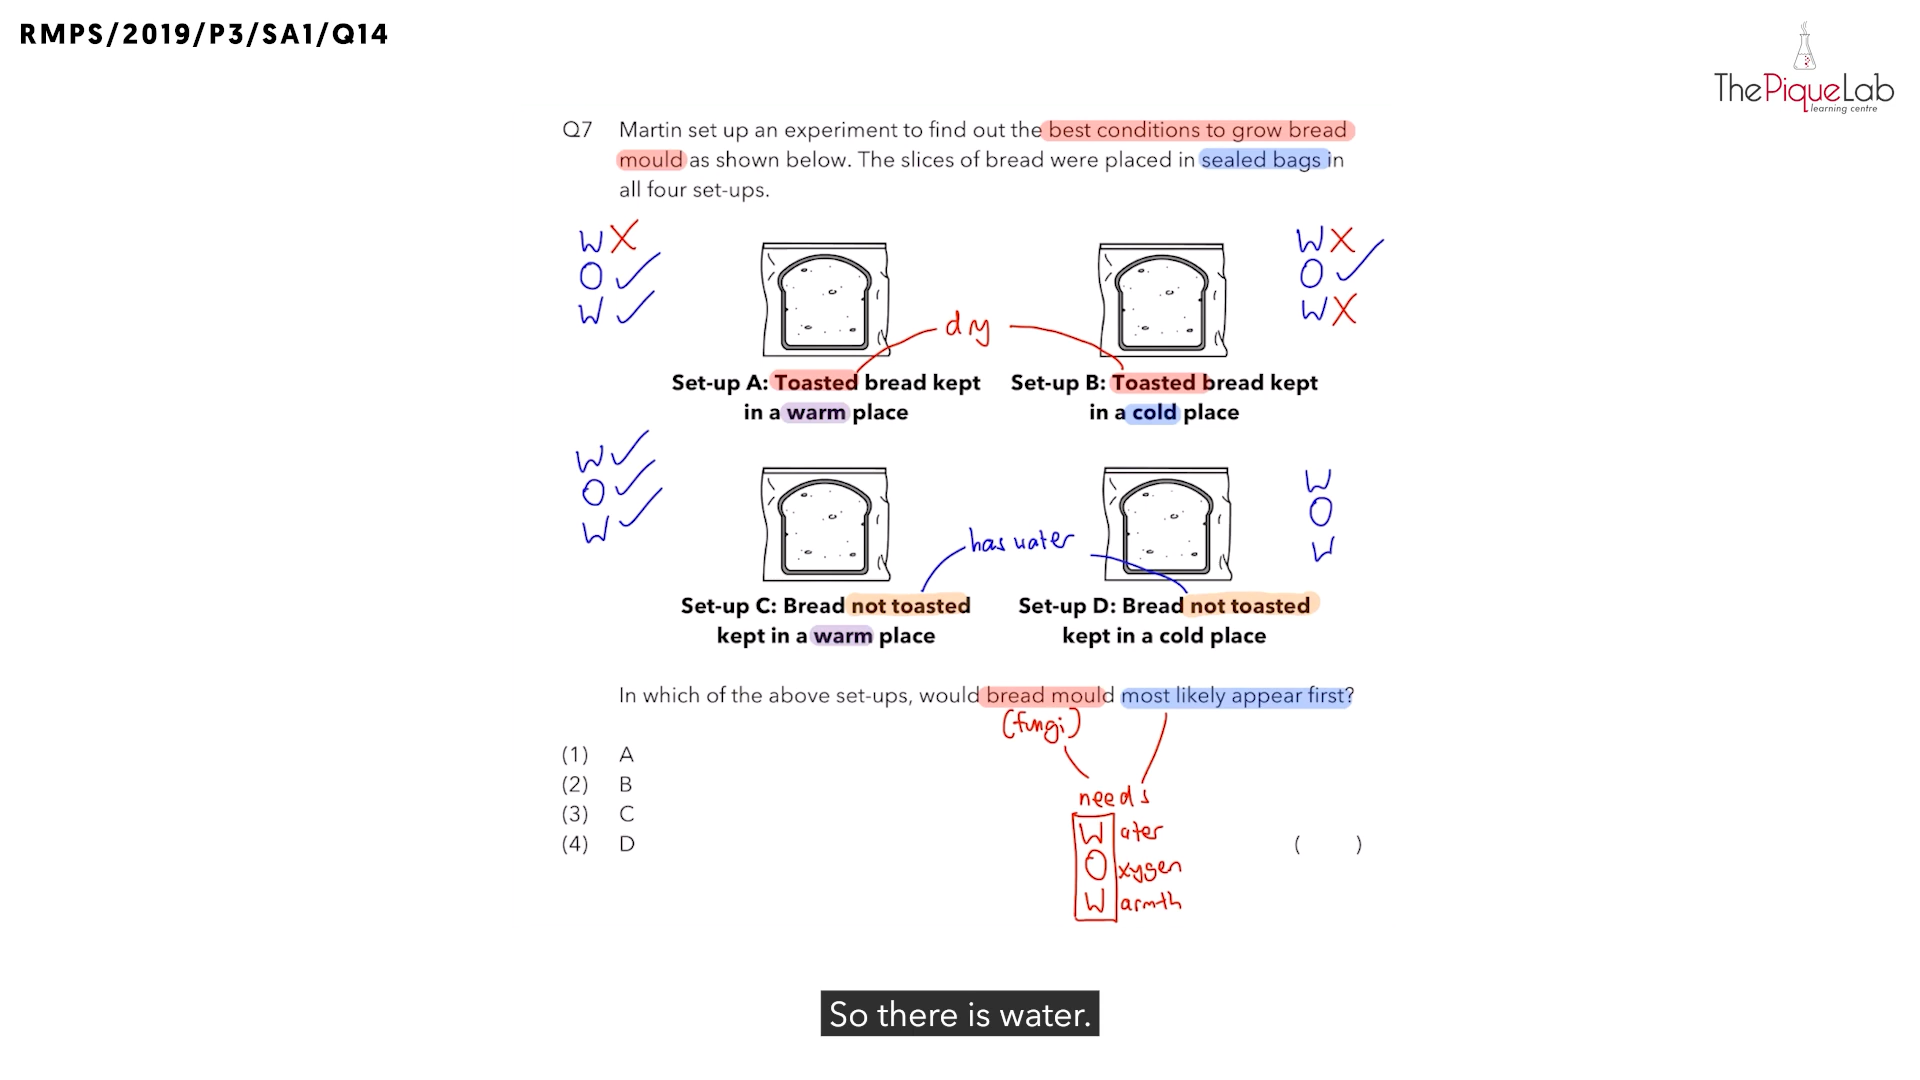 RMPS/2019/P3/SA1/Q14
ThePiqueLab
learning centre
Q7 Martin set up an experiment to find out the best conditions to grow bread
mould as shown below. The slices of bread were placed in sealed bags in
all four set-ups.
W X
O ✓
W ✓
W X
O ✓
W X
dry
Set-up A: Toasted bread kept
in a warm place
Set-up B: Toasted bread kept
in a cold place
W ✓
O ✓
W ✓
W
O
W
has water
Set-up C: Bread not toasted
kept in a warm place
Set-up D: Bread not toasted
kept in a cold place
In which of the above set-ups, would bread mould most likely appear first?
(fungi)
(1) A
(2) B
(3) C
(4) D
( )
needs
Water
Oxygen
Warmth
So there is water.